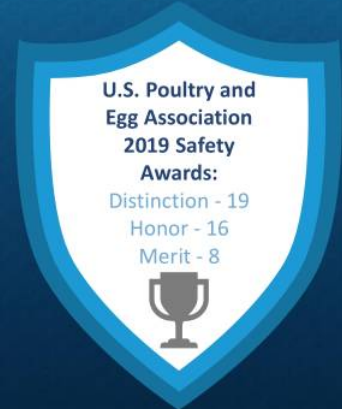 U.S. Poultry and
Egg Association
2019 Safety
Awards:
Distinction - 19
Honor - 16
Merit - 8